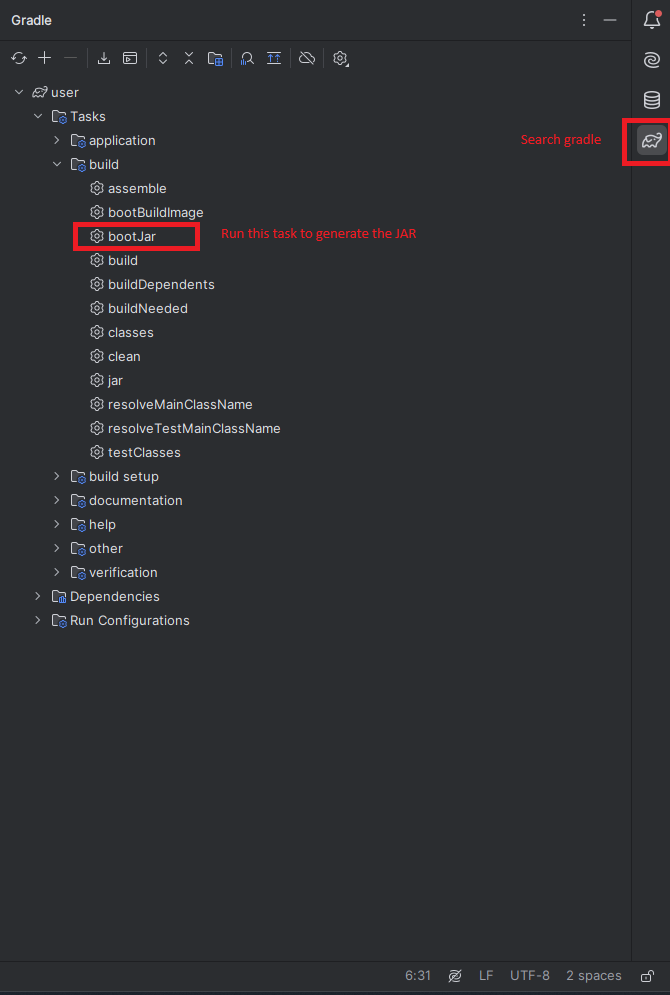 Gradle
user
Tasks
application
Search gradle
build
assemble
bootBuildImage
bootJar
Run this task to generate the JAR
build
buildDependents
buildNeeded
classes
clean
jar
resolveMainClassName
resolveTestMainClassName
testClasses
build setup
documentation
help
other
verification
Dependencies
Run Configurations
6:31 LF UTF-8 2 spaces